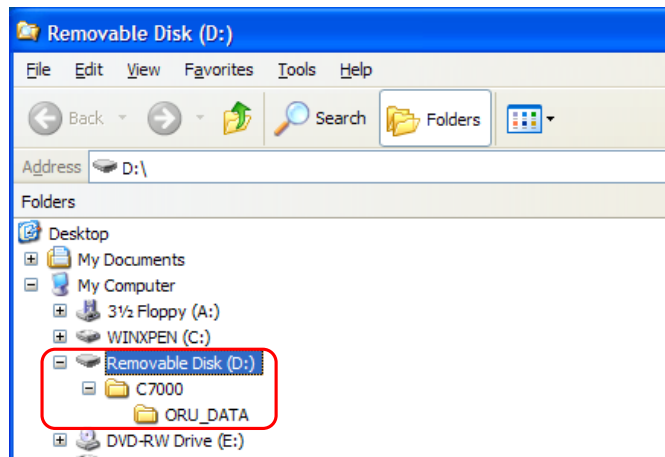 Removable Disk (D:)
File Edit View Favorites Tools Help
Back Search Folders
Address D:\
Folders
Desktop
My Documents
My Computer
3½ Floppy (A:)
WINXPEN (C:)
Removable Disk (D:)
C7000
ORU_DATA
DVD-RW Drive (E:)